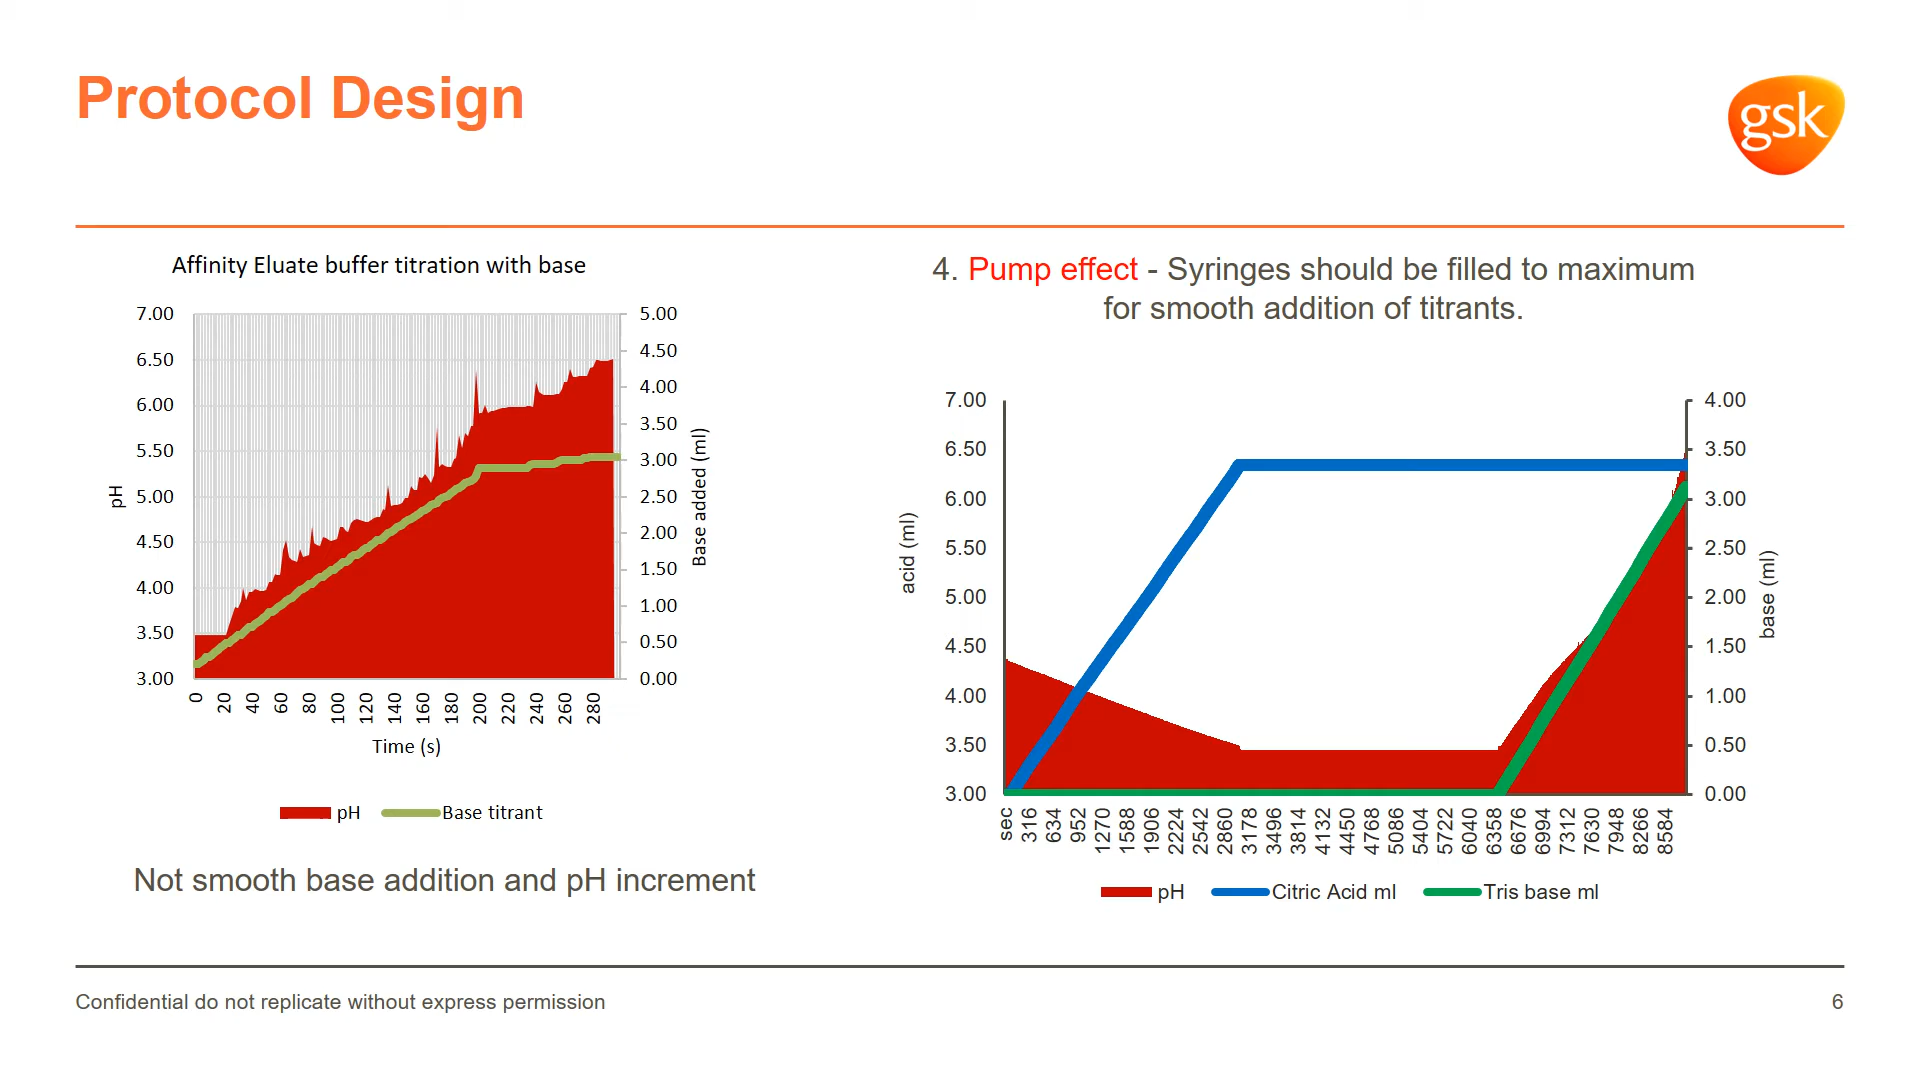 Protocol Design
gsk
Affinity Eluate buffer titration with base
7.00
6.50
6.00
5.50
5.00
4.50
4.00
3.50
3.00
pH
5.00
4.50
4.00
3.50
3.00
2.50
2.00
1.50
1.00
0.50
0.00
Base added (ml)
0 20 40 60 80 100 120 140 160 180 200 220 240 260 280
Time (s)
pH Base titrant
Not smooth base addition and pH increment
4. Pump effect - Syringes should be filled to maximum
for smooth addition of titrants.
7.00
6.50
6.00
5.50
5.00
4.50
4.00
3.50
3.00
acid (ml)
4.00
3.50
3.00
2.50
2.00
1.50
1.00
0.50
0.00
base (ml)
sec 316 634 952 1270 1588 1906 2224 2542 2860 3178 3496 3814 4132 4450 4768 5086 5404 5722 6040 6358 6676 6994 7312 7630 7948 8266 8584
pH Citric Acid ml Tris base ml
Confidential do not replicate without express permission
6